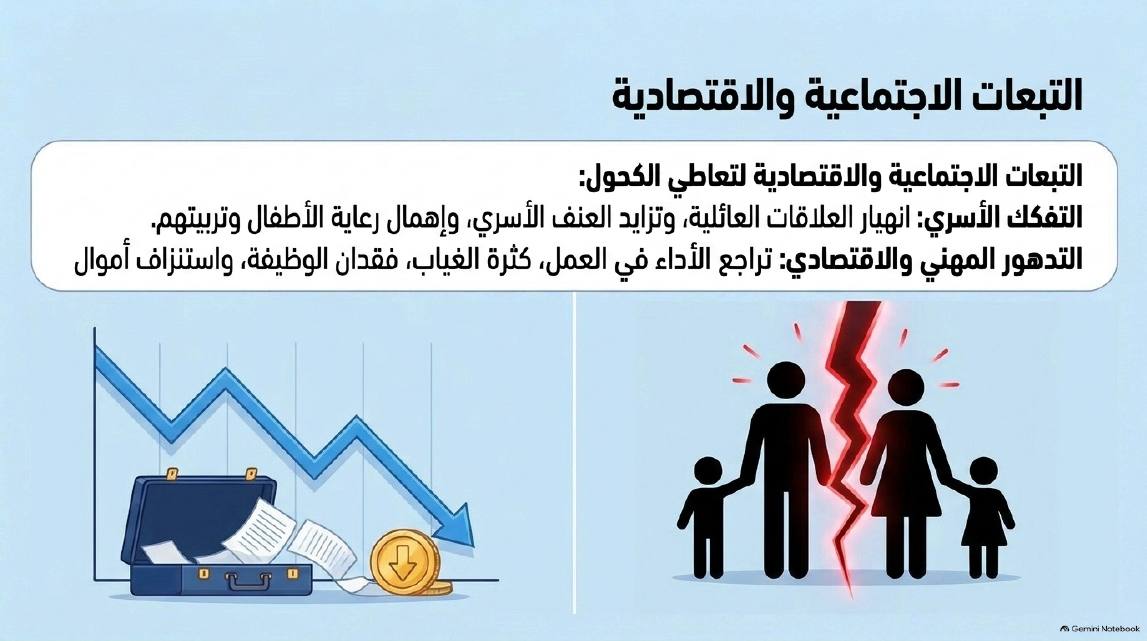 التبعات الاجتماعية والاقتصادية
التبعات الاجتماعية والاقتصادية لتعاطي الكحول:
التفكك الأسري: انهيار العلاقات العائلية، وتزايد العنف الأسري، وإهمال رعاية الأطفال وتربيتهم.
التدهور المهني والاقتصادي: تراجع الأداء في العمل، كثرة الغياب، فقدان الوظيفة، واستنزاف أموال
Gemini Notebook